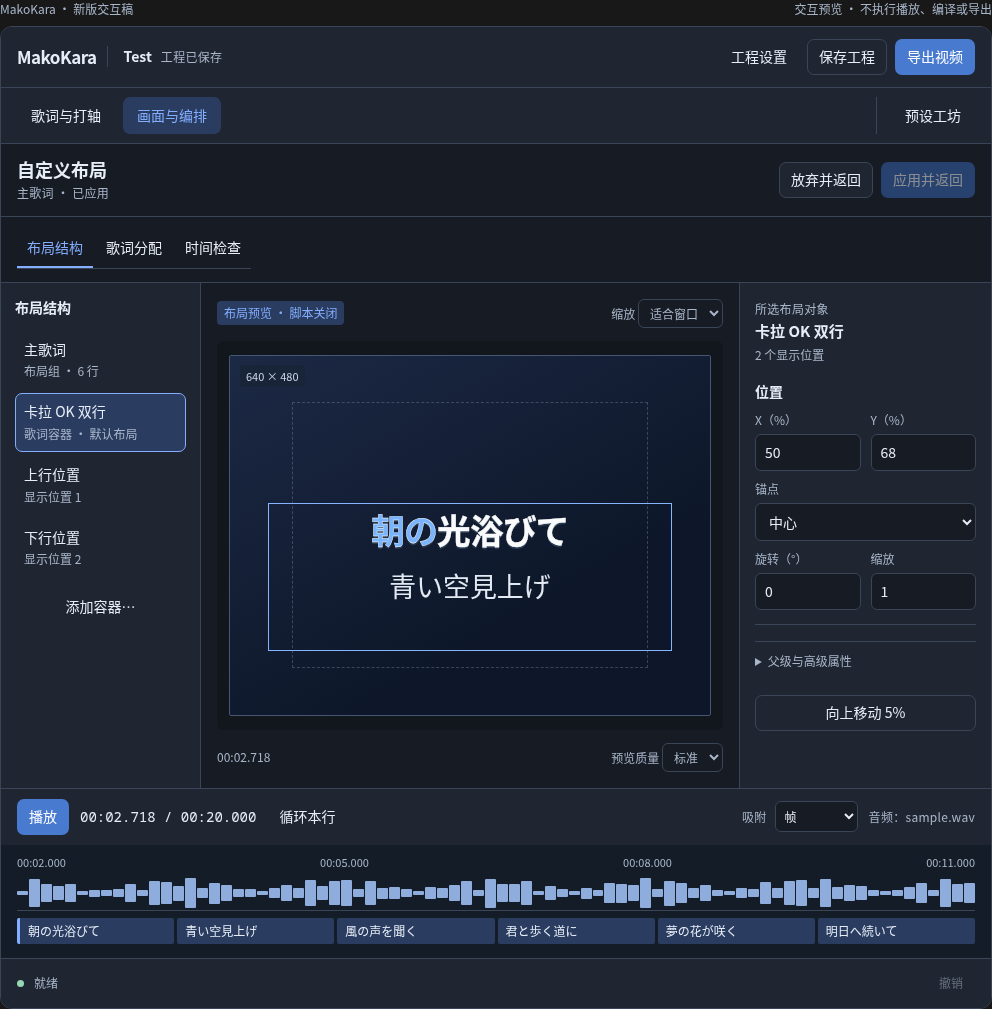 MakoKara • 新版交互稿
交互预览 • 不执行播放、编译或导出
MakoKara
Test 工程已保存
工程设置
保存工程
导出视频
歌词与打轴
画面与编排
预设工坊
自定义布局
主歌词 • 已应用
放弃并返回
应用并返回
布局结构
歌词分配
时间检查
布局结构
主歌词
布局组 • 6 行
卡拉 OK 双行
歌词容器 • 默认布局
上行位置
显示位置 1
下行位置
显示位置 2
添加容器…
布局预览 • 脚本关闭
缩放 适合窗口
640 × 480
朝の光浴びて
青い空見上げ
00:02.718
预览质量 标准
所选布局对象
卡拉 OK 双行
2 个显示位置
位置
X（%） Y（%）
50 68
锚点
中心
旋转（°） 缩放
0 1
▶ 父级与高级属性
向上移动 5%
播放
00:02.718 / 00:20.000
循环本行
吸附 帧
音频：sample.wav
00:02.000 00:05.000 00:08.000 00:11.000
朝の光浴びて 青い空見上げ 風の声を聞く 君と歩く道に 夢の花が咲く 明日へ続いて
就绪
撤销